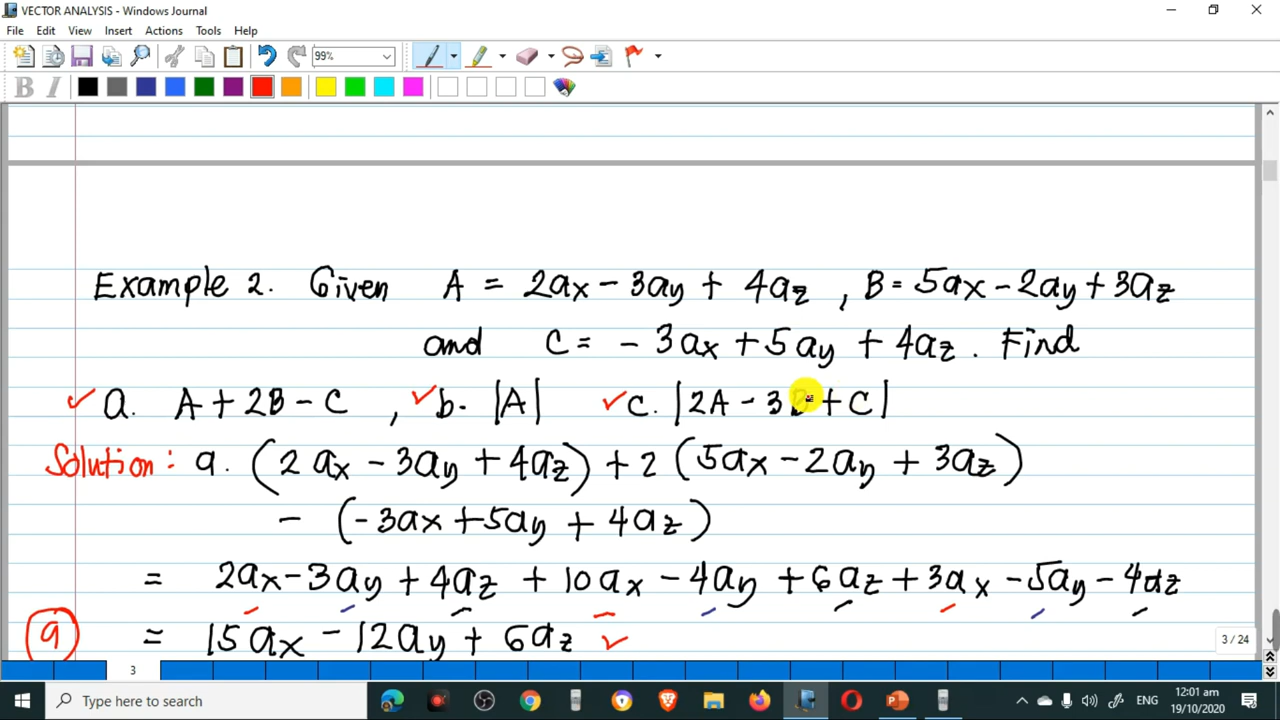 VECTOR ANALYSIS - Windows Journal
File Edit View Insert Actions Tools Help
99%
B I
Example 2. Given A = 2ax - 3ay + 4az , B = 5ax - 2ay + 3az
and C = - 3ax + 5ay + 4az . Find
✓ a. A + 2B - C , ✓ b. |A| ✓ c. |2A - 3B + C|
Solution : a. (2ax - 3ay + 4az) + 2 (5ax - 2ay + 3az)
- (-3ax + 5ay + 4az)
= 2ax - 3ay + 4az + 10ax - 4ay + 6az + 3ax - 5ay - 4az
a = 15ax - 12ay + 6az ✓
3 / 24
3
Type here to search
ENG
12:01 am
19/10/2020